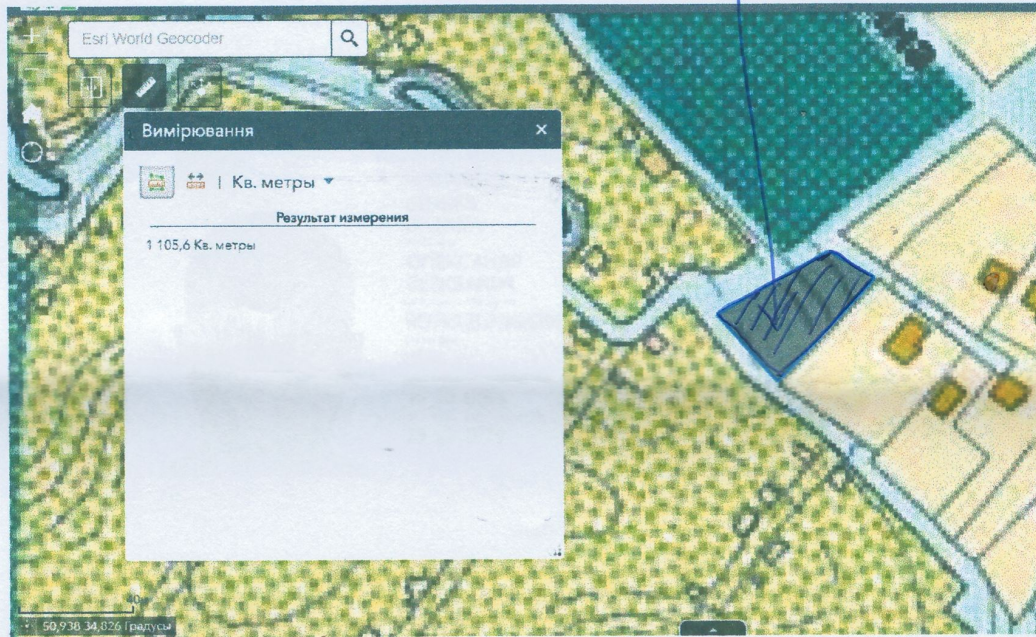 Esri World Geocoder
Вимірювання
Кв. метры
Результат измерения
1 105,6 Кв. метры
50,938 34,826 Градусы